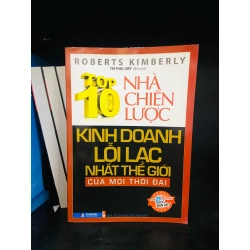 ROBERTS KIMBERLY
TOP
10
NHÀ
CHIẾN
LƯỢC
KINH DOANH
LỖI LẠC
NHẤT THẾ GIỚI
CỦA MỌI THỜI ĐẠI